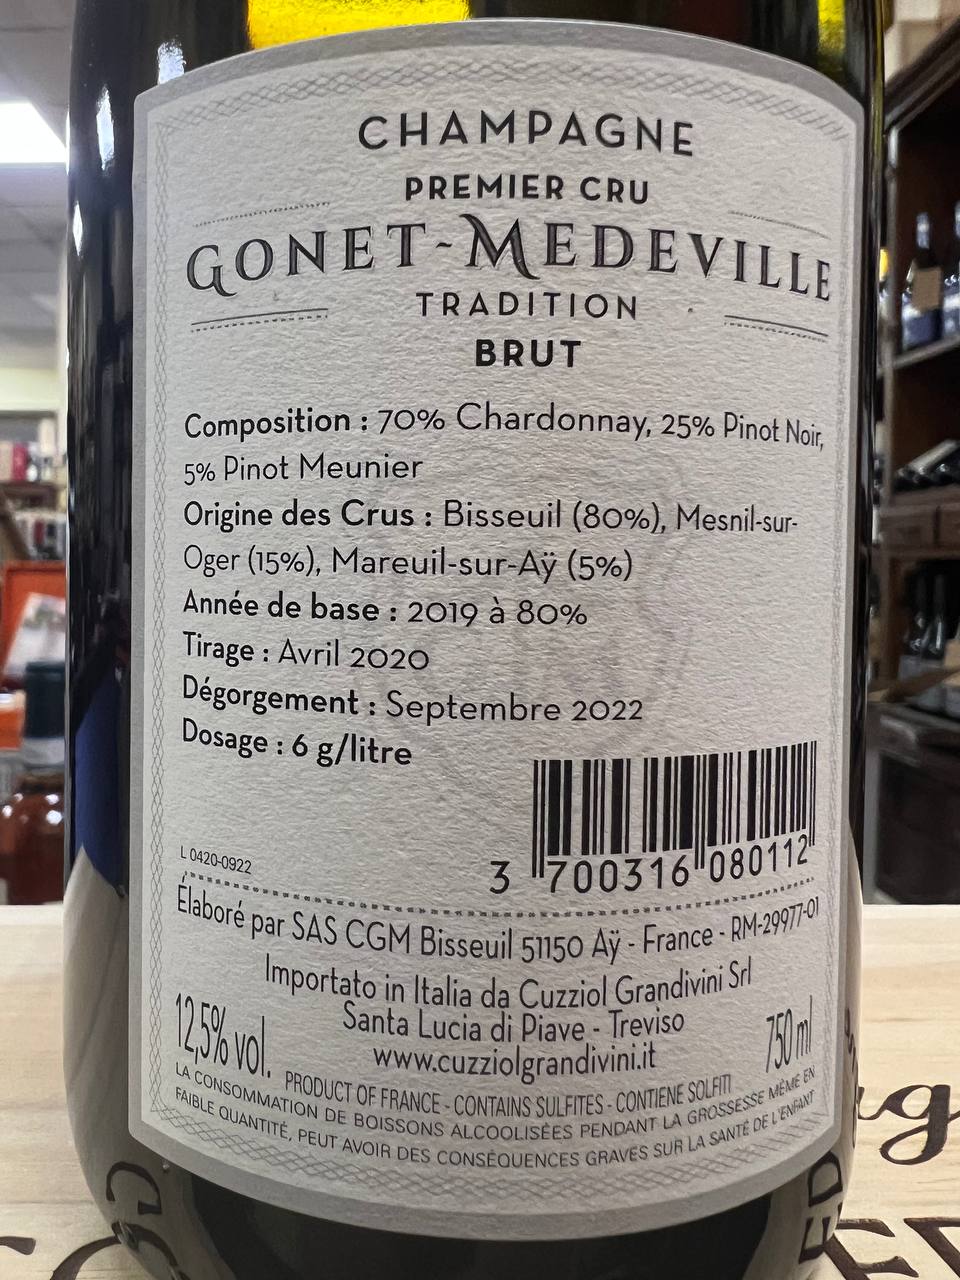 CHAMPAGNE
PREMIER CRU
GONET-MEDEVILLE
TRADITION
BRUT
Composition : 70% Chardonnay, 25% Pinot Noir,
5% Pinot Meunier
Origine des Crus : Bisseuil (80%), Mesnil-sur-
Oger (15%), Mareuil-sur-Aÿ (5%)
Année de base : 2019 à 80%
Tirage : Avril 2020
Dégorgement : Septembre 2022
Dosage : 6 g/litre
L 0420-0922
3 700316 080112
Élaboré par SAS CGM Bisseuil 51150 Aÿ - France - RM-29977-01
Importato in Italia da Cuzziol Grandivini Srl
Santa Lucia di Piave - Treviso
www.cuzziolgrandivini.it
12,5% vol.
750 ml
PRODUCT OF FRANCE - CONTAINS SULFITES - CONTIENE SOLFITI
LA CONSOMMATION DE BOISSONS ALCOOLISÉES PENDANT LA GROSSESSE MÊME EN
FAIBLE QUANTITÉ, PEUT AVOIR DES CONSÉQUENCES GRAVES SUR LA SANTÉ DE L'ENFANT